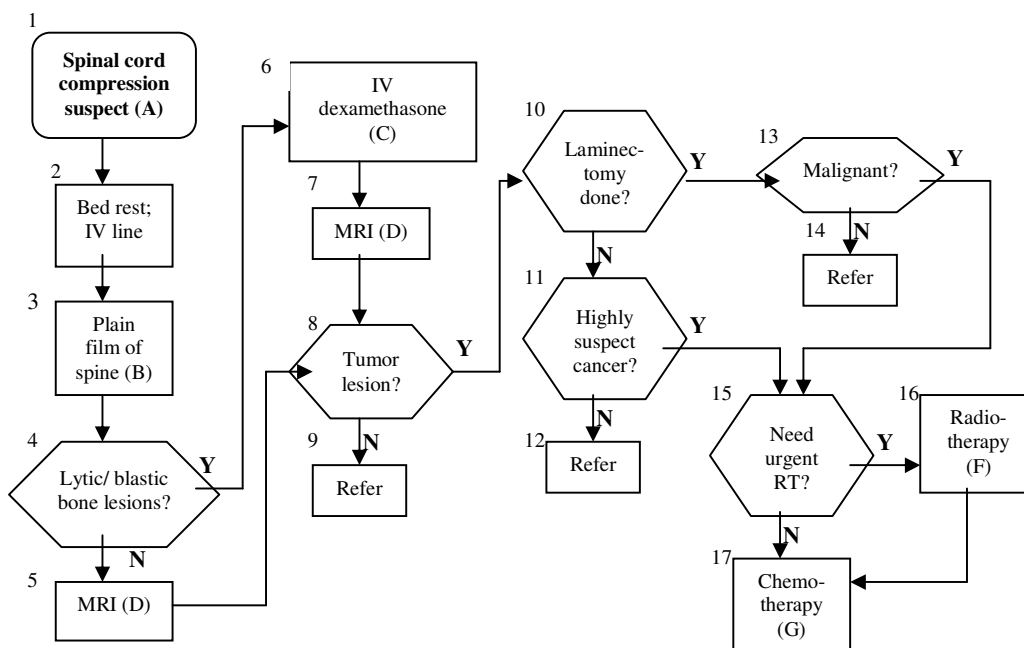 1
Spinal cord
compression
suspect (A)
2
Bed rest;
IV line
3
Plain
film of
spine (B)
4
Lytic/ blastic
bone lesions?
Y
N
5
MRI (D)
6
IV
dexamethasone
(C)
7
MRI (D)
8
Tumor
lesion?
Y
N
9
Refer
10
Laminec-
tomy
done?
Y
N
11
Highly
suspect
cancer?
Y
N
12
Refer
13
Malignant?
Y
N
14
Refer
15
Need
urgent
RT?
Y
N
16
Radio-
therapy
(F)
17
Chemo-
therapy
(G)